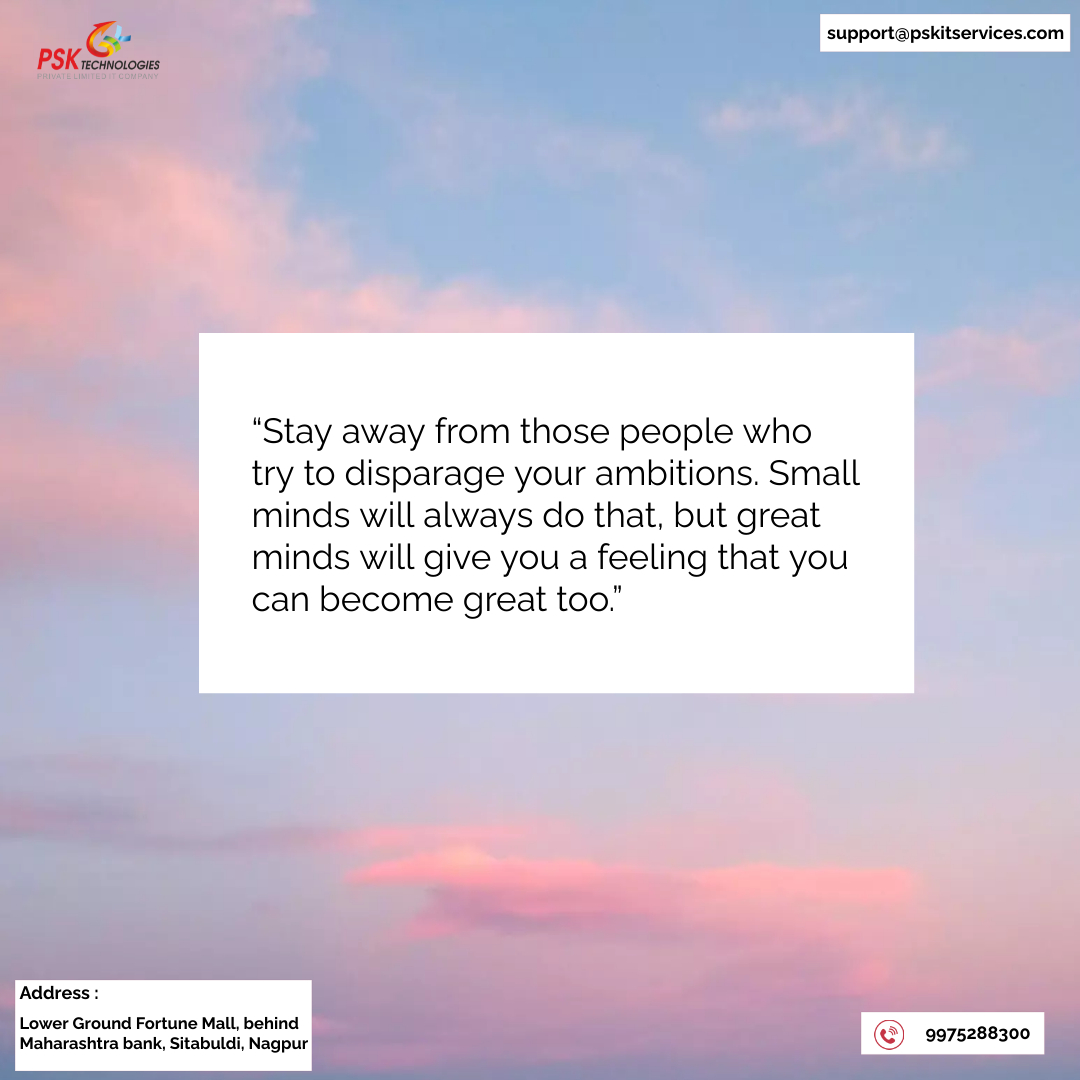 PSK TECHNOLOGIES
PRIVATE LIMITED IT COMPANY
support@pskitservices.com
“Stay away from those people who
try to disparage your ambitions. Small
minds will always do that, but great
minds will give you a feeling that you
can become great too.”
Address :
Lower Ground Fortune Mall, behind
Maharashtra bank, Sitabuldi, Nagpur
9975288300